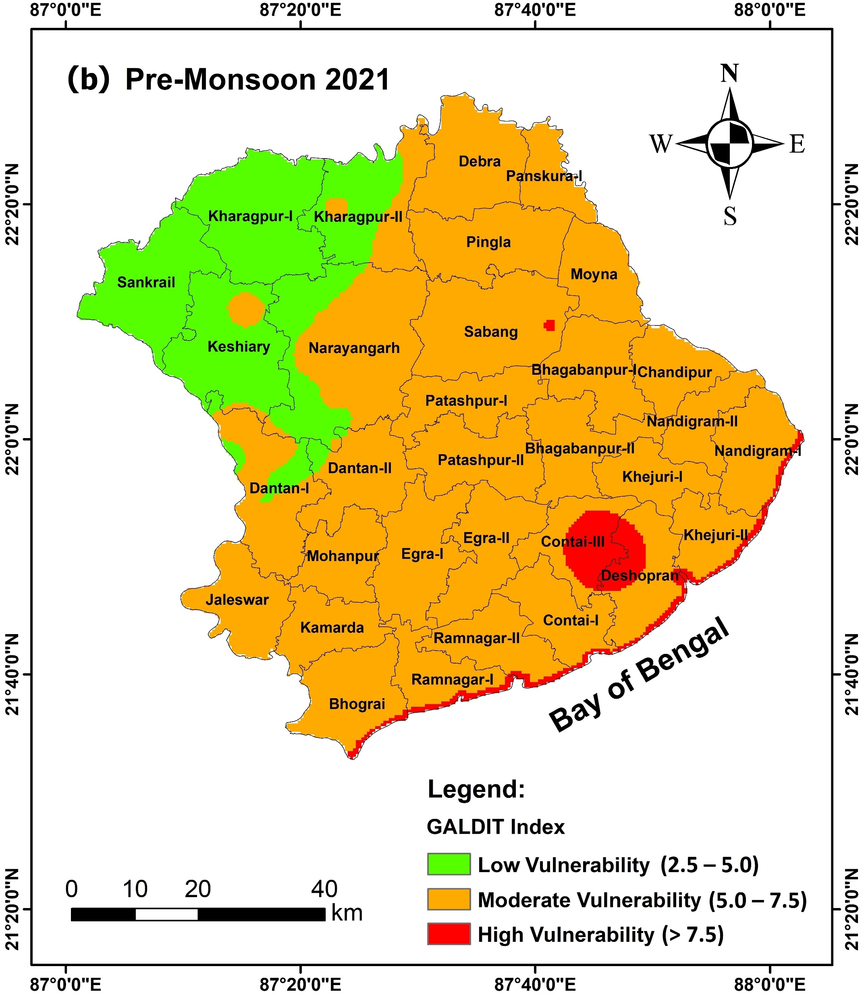 87°0'0"E 87°20'0"E 87°40'0"E 88°0'0"E
(b) Pre-Monsoon 2021
N
W E
S
22°20'0"N 22°20'0"N
22°0'0"N 22°0'0"N
21°40'0"N 21°40'0"N
21°20'0"N 21°20'0"N
Debra
Panskura-I
Kharagpur-I
Kharagpur-II
Pingla
Moyna
Sankrail
Sabang
Keshiary
Narayangarh
Bhagabanpur-I
Chandipur
Patashpur-I
Nandigram-II
Bhagabanpur-II
Nandigram-I
Patashpur-II
Dantan-II
Khejuri-I
Dantan-I
Khejuri-II
Egra-II
Contai-III
Egra-I
Mohanpur
Deshopran
Jaleswar
Contai-I
Kamarda
Ramnagar-II
Ramnagar-I
Bhograi
Bay of Bengal
Legend:
GALDIT Index
Low Vulnerability (2.5 – 5.0)
Moderate Vulnerability (5.0 – 7.5)
High Vulnerability (> 7.5)
0 10 20 40
km
87°0'0"E 87°20'0"E 87°40'0"E 88°0'0"E